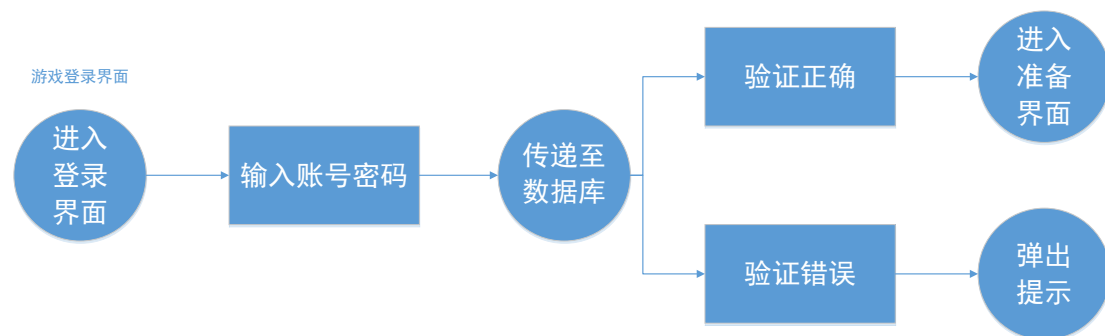 游戏登录界面
进入
登录
界面
输入账号密码
传递至
数据库
验证正确
进入
准备
界面
验证错误
弹出
提示